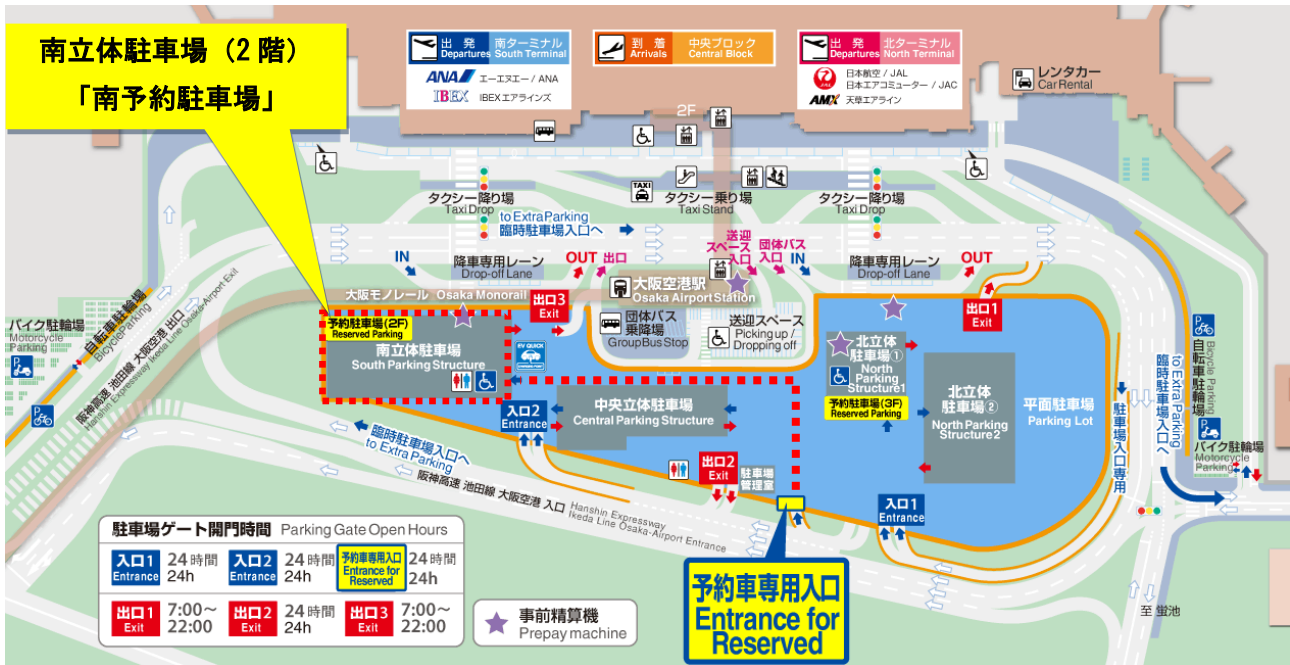 南立体駐車場（２階）
「南予約駐車場」
出発 南ターミナル
Departures South Terminal
ANA エーエヌエー / ANA
IBEX IBEXエアラインズ
到着 中央ブロック
Arrivals Central Block
出発 北ターミナル
Departures North Terminal
日本航空 / JAL
日本エアコミューター / JAC
AMX 天草エアライン
レンタカー
Car Rental
2F
TAXI
タクシー降り場
Taxi Drop
タクシー乗り場
Taxi Stand
タクシー降り場
Taxi Drop
to Extra Parking
臨時駐車場入口へ
IN
降車専用レーン
Drop-off Lane
OUT
出口
送迎
スペース
入口
団体バス
入口
IN
降車専用レーン
Drop-off Lane
OUT
大阪モノレール Osaka Monorail
大阪空港駅
Osaka Airport Station
出口3
Exit
団体バス
乗降場
Group Bus Stop
送迎スペース
Picking up /
Dropping off
出口1
Exit
予約駐車場(2F)
Reserved Parking
南立体駐車場
South Parking Structure
EV QUICK
入口2
Entrance
中央立体駐車場
Central Parking Structure
北立体
駐車場①
North
Parking
Structure1
予約駐車場(3F)
Reserved Parking
北立体
駐車場②
North Parking
Structure2
平面駐車場
Parking Lot
駐車場入口専用
臨時駐車場入口へ
to Extra Parking
P
Bicycle Parking
自転車駐輪場
P
バイク駐輪場
Motorcycle
Parking
バイク駐輪場
Motorcycle
Parking
P
自転車駐輪場
Bicycle Parking
P
阪神高速 池田線 大阪空港 出口
Hanshin Expressway Ikeda Line Osaka-Airport Exit
臨時駐車場入口へ
to Extra Parking
阪神高速 池田線 大阪空港 入口
Hanshin Expressway
Ikeda Line Osaka-Airport Entrance
出口2
Exit
駐車場
管理室
入口1
Entrance
予約車専用入口
Entrance for
Reserved
至 蛍池
駐車場ゲート開門時間 Parking Gate Open Hours
入口1
Entrance
24時間
24h
入口2
Entrance
24時間
24h
予約車専用入口
Entrance for
Reserved
24時間
24h
出口1
Exit
7:00～
22:00
出口2
Exit
24時間
24h
出口3
Exit
7:00～
22:00
事前精算機
Prepay machine